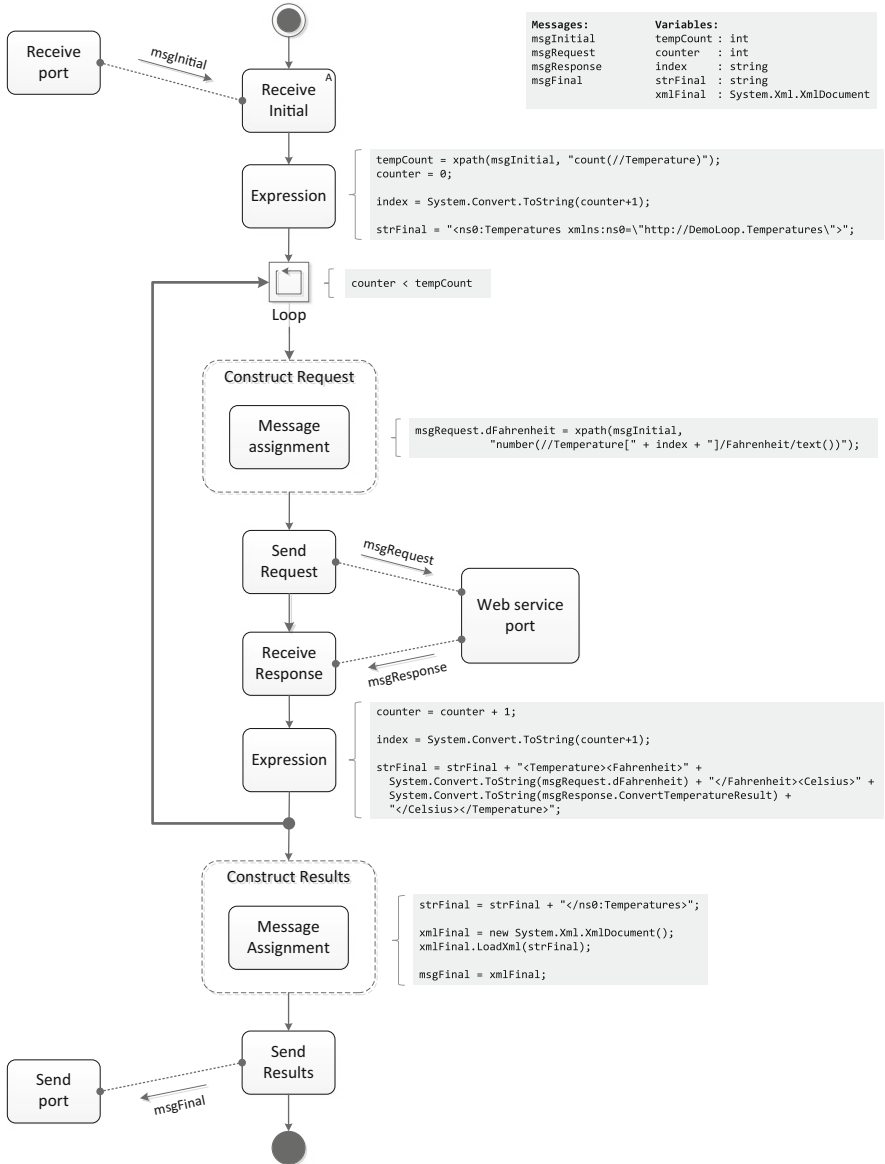 Messages: Variables:
msgInitial tempCount : int
msgRequest counter : int
msgResponse index : string
msgFinal strFinal : string
xmlFinal : System.Xml.XmlDocument
Receive
port
msgInitial
A
Receive
Initial
Expression
tempCount = xpath(msgInitial, "count(//Temperature)");
counter = 0;
index = System.Convert.ToString(counter+1);
strFinal = "<ns0:Temperatures xmlns:ns0=\"http://DemoLoop.Temperatures\">";
Loop
counter < tempCount
Construct Request
Message
assignment
msgRequest.dFahrenheit = xpath(msgInitial,
"number(//Temperature[" + index + "]/Fahrenheit/text())");
Send
Request
msgRequest
Web service
port
Receive
Response
msgResponse
Expression
counter = counter + 1;
index = System.Convert.ToString(counter+1);
strFinal = strFinal + "<Temperature><Fahrenheit>" +
System.Convert.ToString(msgRequest.dFahrenheit) + "</Fahrenheit><Celsius>" +
System.Convert.ToString(msgResponse.ConvertTemperatureResult) +
"</Celsius></Temperature>";
Construct Results
Message
Assignment
strFinal = strFinal + "</ns0:Temperatures>";
xmlFinal = new System.Xml.XmlDocument();
xmlFinal.LoadXml(strFinal);
msgFinal = xmlFinal;
Send
Results
Send
port
msgFinal